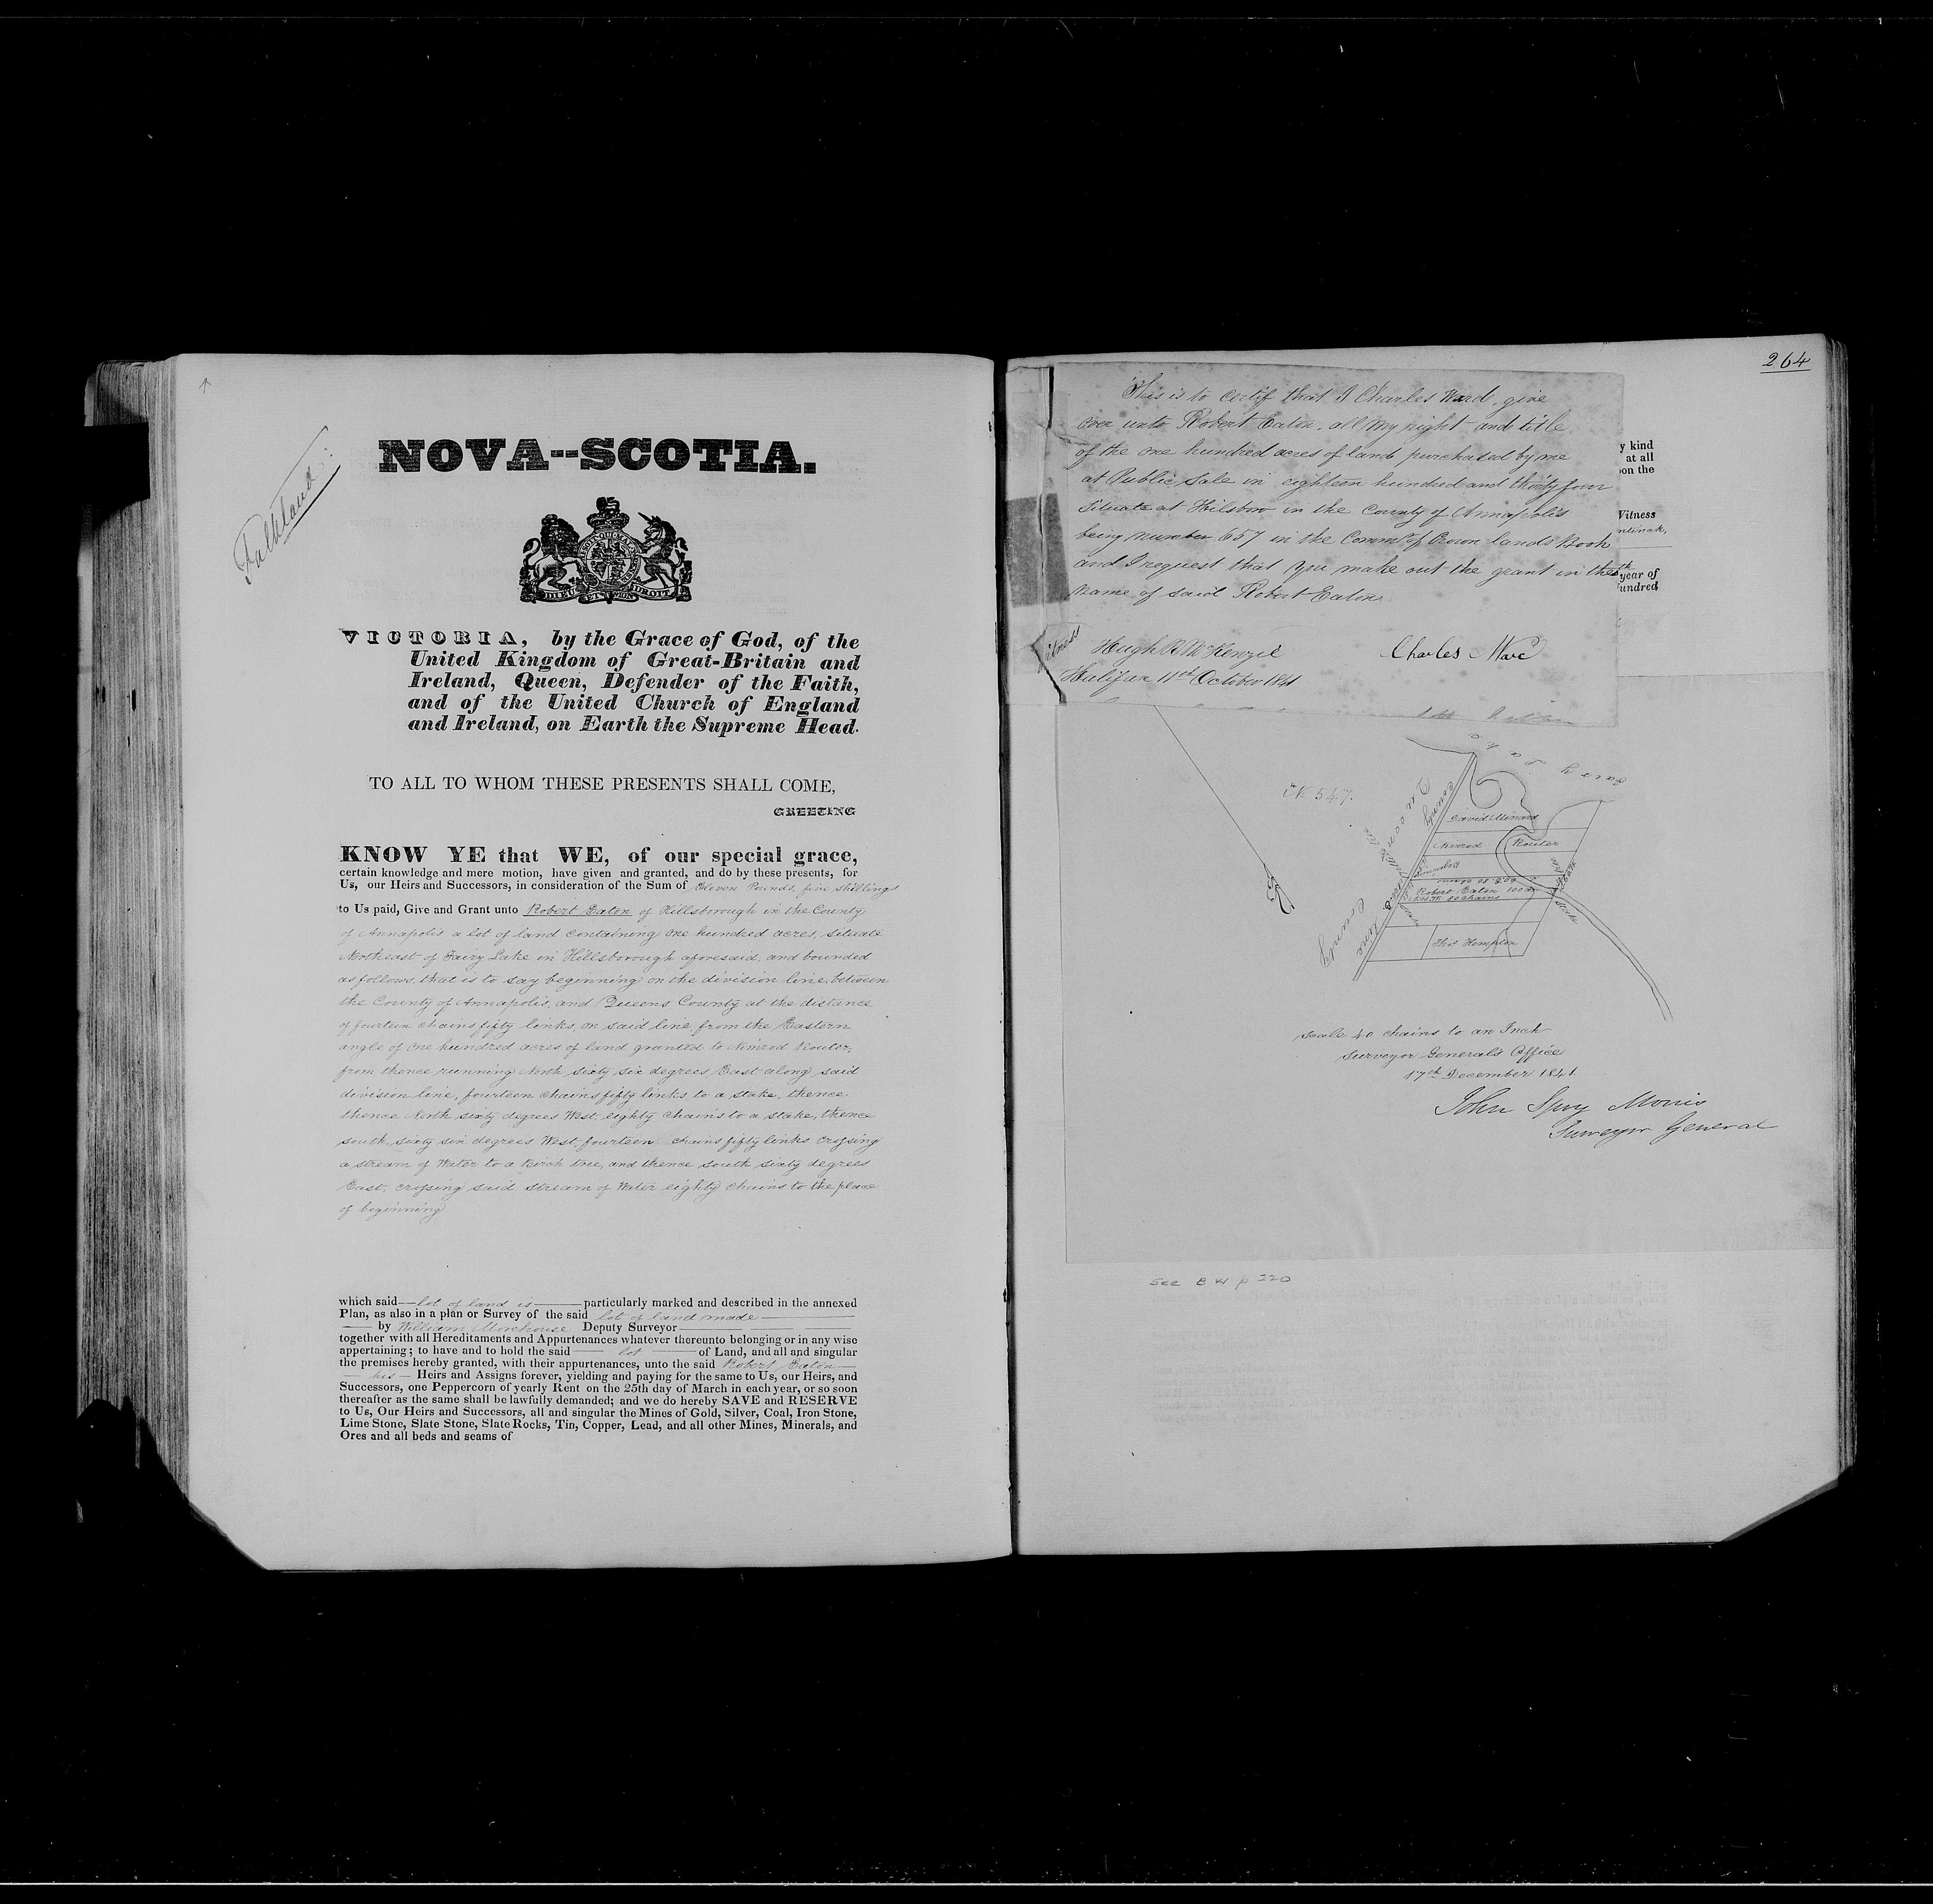 Falkland
NOVA--SCOTIA.
DIEU ET MON DROIT
VICTORIA, by the Grace of God, of the
United Kingdom of Great-Britain and
Ireland, Queen, Defender of the Faith,
and of the United Church of England
and Ireland, on Earth the Supreme Head.
TO ALL TO WHOM THESE PRESENTS SHALL COME,
GREETING
KNOW YE that WE, of our special grace,
certain knowledge and mere motion, have given and granted, and do by these presents, for
Us, our Heirs and Successors, in consideration of the Sum of Eleven Pounds, five shillings
to Us paid, Give and Grant unto Robert Eaton of Hillsborough in the County
of Annapolis a lot of land containing one hundred acres, situate
Northeast of Fairy Lake in Hillsborough aforesaid, and bounded
as follows, that is to say beginning on the division line between
the County of Annapolis, and Queens County at the distance
of fourteen chains fifty links, on said line from the Eastern
angle of one hundred acres of land granted to Nimrod Router,
from thence running North sixty six degrees East along said
division line, fourteen chains fifty links, to a stake, thence
thence North sixty degrees West eighty chains to a stake, thence
south, sixty six degrees West, fourteen chains fifty links crossing
a stream of Water to a Birch tree, and thence south sixty degrees
East, crossing said stream of Water eighty chains to the place
of beginning
which said lot of land is particularly marked and described in the annexed
Plan, as also in a plan or Survey of the said lot of land made
by William Morehouse Deputy Surveyor
together with all Hereditaments and Appurtenances whatever thereunto belonging or in any wise
appertaining; to have and to hold the said lot of Land, and all and singular
the premises hereby granted, with their appurtenances, unto the said Robert Eaton
his Heirs and Assigns forever, yielding and paying for the same to Us, our Heirs, and
Successors, one Peppercorn of yearly Rent on the 25th day of March in each year, or so soon
thereafter as the same shall be lawfully demanded; and we do hereby SAVE and RESERVE
to Us, Our Heirs and Successors, all and singular the Mines of Gold, Silver, Coal, Iron Stone,
Lime Stone, Slate Stone, Slate Rocks, Tin, Copper, Lead, and all other Mines, Minerals, and
Ores and all beds and seams of
264
This is to certif that I Charles Ward, give
over unto Robert Eaton, all my right and title
of the one hundred acres of land purchased by me
at Public Sale in eighteen hundred and thirty four
Situate at Hilsboro in the County of Annapolis
being number 657 in the Commr of Crown lands Book
and I request that you make out the grant in the
Name of said Robert Eaton
Witness
Hugh B McKenzie
Charles Ward
Halifax 11th October 1841
y kind
at all
on the
Witness
year of
undred
No 547.
Fairy Lake
Queens County
County Line
David Minard
Nimrod Router
Robert Eaton 100 a
Thos Hempton
Stake
scale 40 chains to an Inch
Surveyor General's Office
17th December 1841
John Spry Morris
Surveyor General
See B W p 220